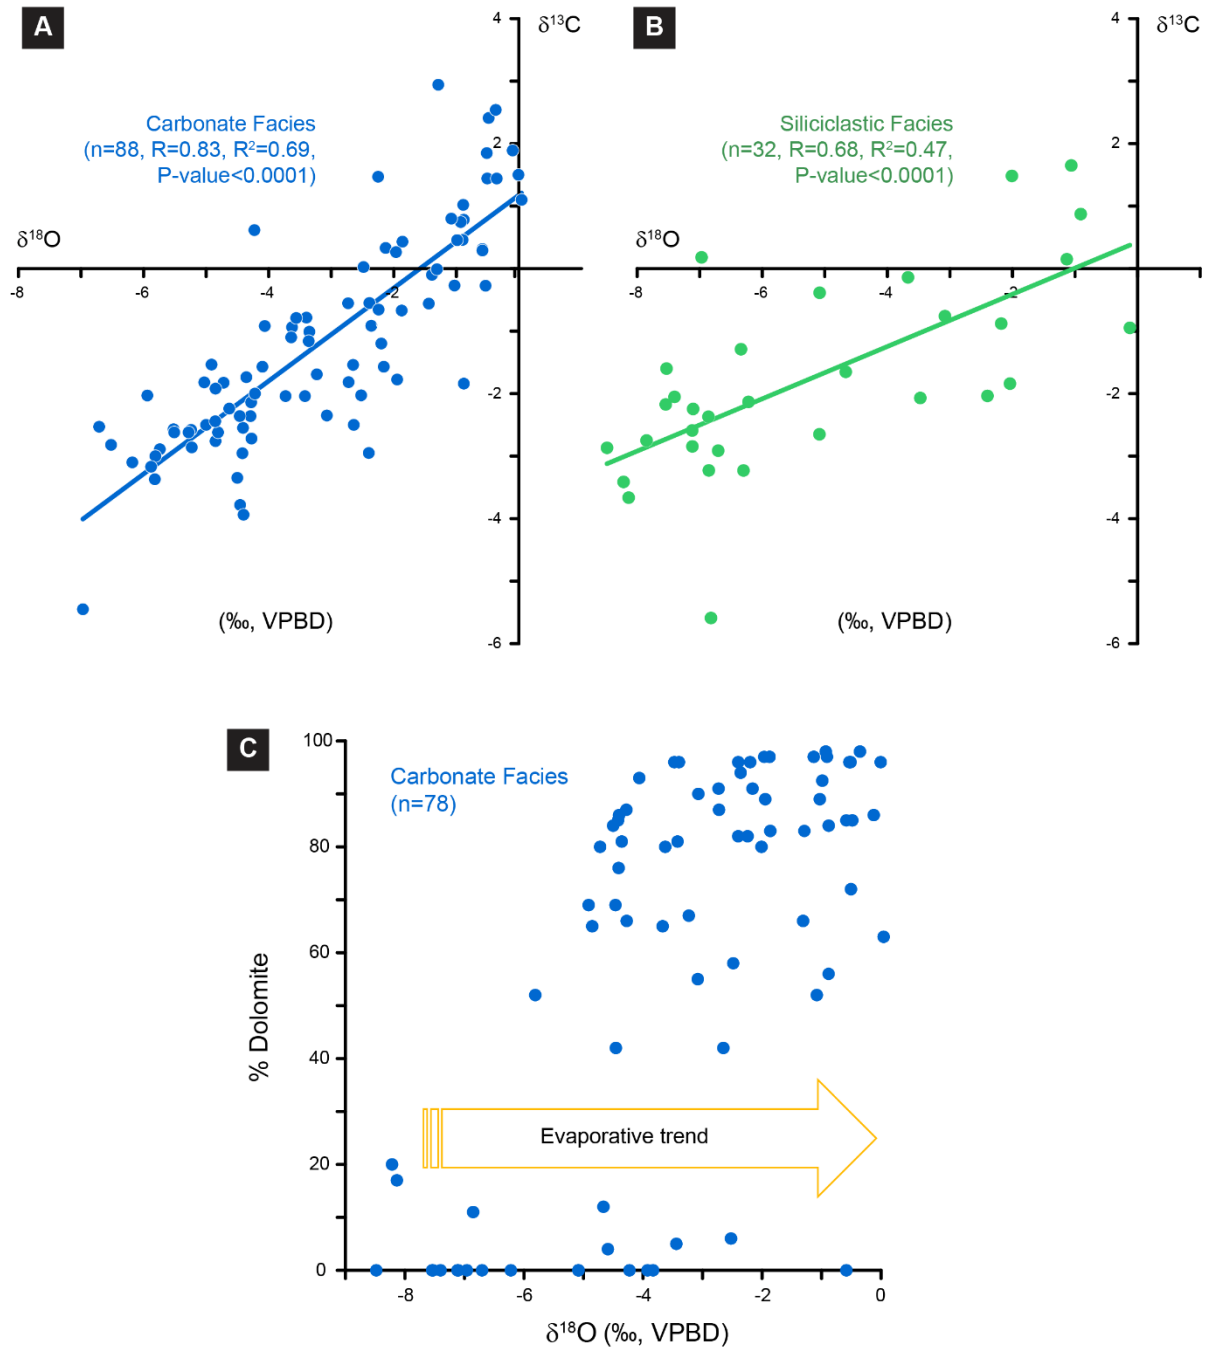 A
B
4
δ¹³C
4
δ¹³C
Carbonate Facies
(n=88, R=0.83, R²=0.69,
P-value<0.0001)
2
Siliciclastic Facies
(n=32, R=0.68, R²=0.47,
P-value<0.0001)
2
δ¹⁸O
δ¹⁸O
-8
-6
-4
-2
-8
-6
-4
-2
-2
-2
-4
-4
(‰, VPBD)
(‰, VPBD)
-6
-6
C
100
Carbonate Facies
(n=78)
80
60
% Dolomite
40
Evaporative trend
20
0
-8
-6
-4
-2
0
δ¹⁸O (‰, VPBD)